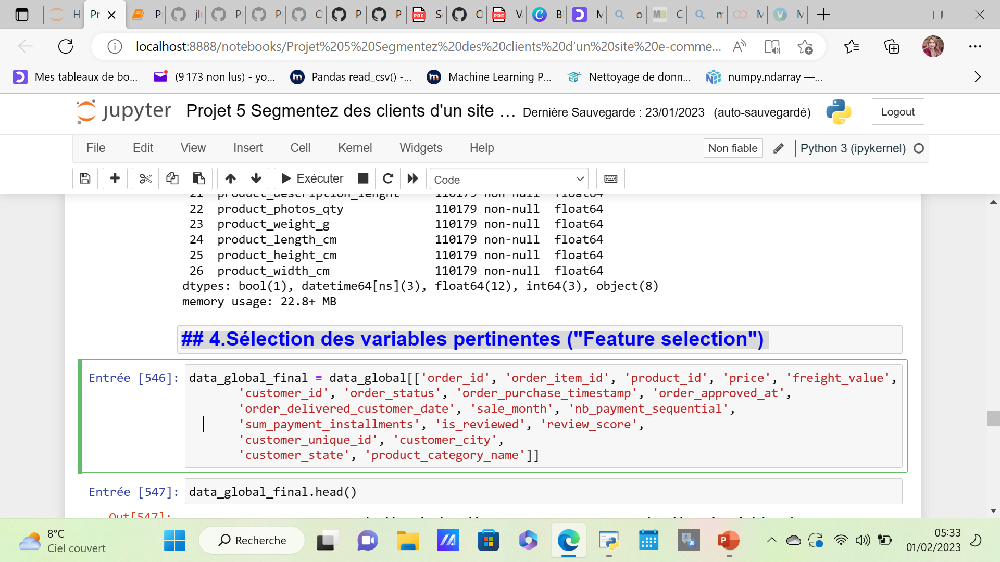 H
Pr
P
jlu
P
P
O
P
P
S
O
V
B
M
o
C
n
M
M
localhost:8888/notebooks/Projet%205%20Segmentez%20des%20clients%20d'un%20site%20e-comme...
Mes tableaux de bo...
(9 173 non lus) - yo...
Pandas read_csv() -...
Machine Learning P...
Nettoyage de donn...
numpy.ndarray —...
jupyter
Projet 5 Segmentez des clients d'un site ...
Dernière Sauvegarde : 23/01/2023 (auto-sauvegardé)
Logout
File Edit View Insert Cell Kernel Widgets Help
Non fiable
Python 3 (ipykernel)
Exécuter
Code
21 product_description_lenght 110179 non-null float64
22 product_photos_qty 110179 non-null float64
23 product_weight_g 110179 non-null float64
24 product_length_cm 110179 non-null float64
25 product_height_cm 110179 non-null float64
26 product_width_cm 110179 non-null float64
dtypes: bool(1), datetime64[ns](3), float64(12), int64(3), object(8)
memory usage: 22.8+ MB
## 4.Sélection des variables pertinentes ("Feature selection")
Entrée [546]: data_global_final = data_global[['order_id', 'order_item_id', 'product_id', 'price', 'freight_value',
'customer_id', 'order_status', 'order_purchase_timestamp', 'order_approved_at',
'order_delivered_customer_date', 'sale_month', 'nb_payment_sequential',
'sum_payment_installments', 'is_reviewed', 'review_score',
'customer_unique_id', 'customer_city',
'customer_state', 'product_category_name']]
Entrée [547]: data_global_final.head()
Out[547]:
8°C
Ciel couvert
Recherche
05:33
01/02/2023